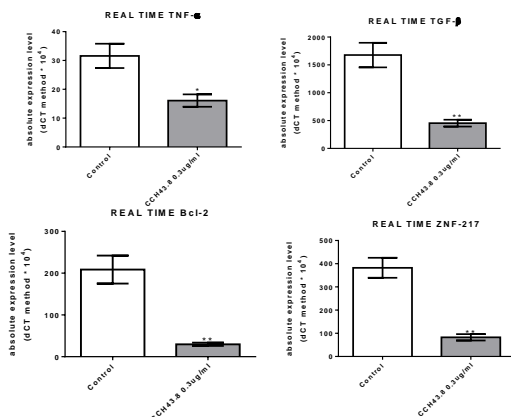 REAL TIME TNF-α
absolute expression level
(dCT method * 10⁴)
40
30
20
10
0
*
Control
CCH43.8 0.3ug/ml
REAL TIME TGF-β
absolute expression level
(dCT method * 10⁴)
2000
1500
1000
500
0
**
Control
CCH43.8 0.3ug/ml
REAL TIME Bcl-2
absolute expression level
(dCT method * 10⁴)
300
200
100
0
**
Control
CCH43.8 0.3ug/ml
REAL TIME ZNF-217
absolute expression level
(dCT method * 10⁴)
500
400
300
200
100
0
**
Control
CCH43.8 0.3ug/ml